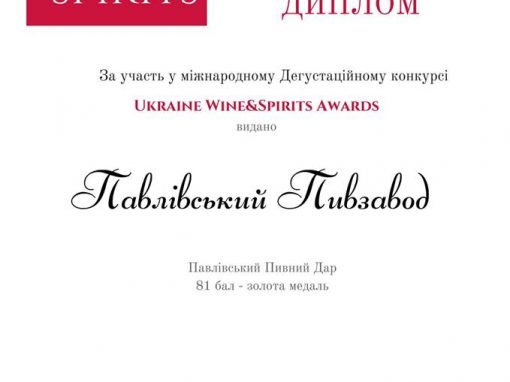 SPIRITS
ДИПЛОМ
За участь у міжнародному Дегустаційному конкурсі
UKRAINE WINE&SPIRITS AWARDS
видано
Павлівський Пивзавод
Павлівський Пивний Дар
81 бал - золота медаль